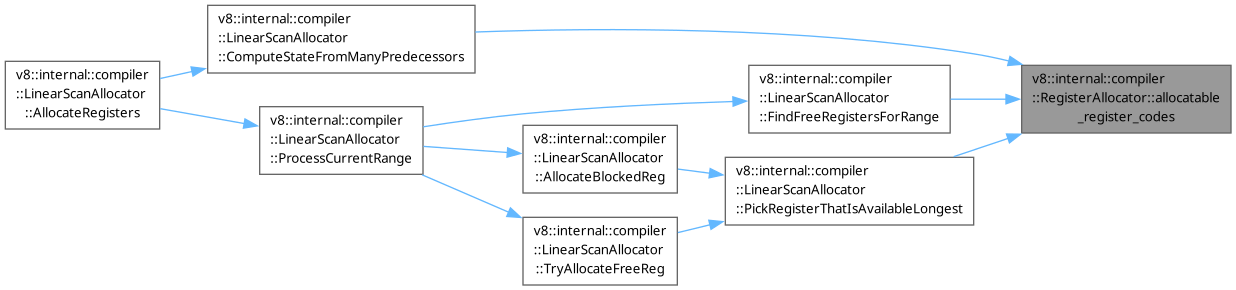 v8::internal::compiler
::LinearScanAllocator
::ComputeStateFromManyPredecessors
v8::internal::compiler
::LinearScanAllocator
::AllocateRegisters
v8::internal::compiler
::LinearScanAllocator
::ProcessCurrentRange
v8::internal::compiler
::LinearScanAllocator
::FindFreeRegistersForRange
v8::internal::compiler
::LinearScanAllocator
::AllocateBlockedReg
v8::internal::compiler
::LinearScanAllocator
::TryAllocateFreeReg
v8::internal::compiler
::LinearScanAllocator
::PickRegisterThatIsAvailableLongest
v8::internal::compiler
::RegisterAllocator::allocatable
_register_codes